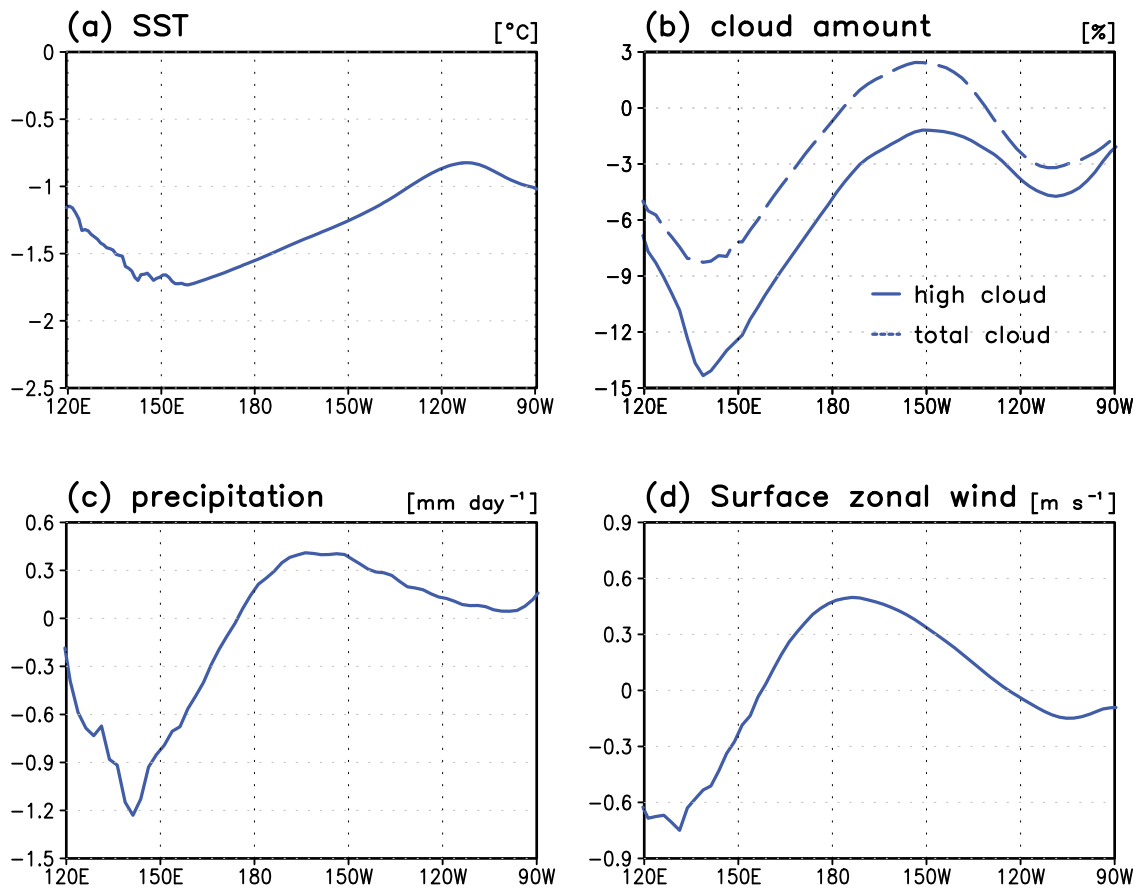 (a) SST [°C]
0
−0.5
−1
−1.5
−2
−2.5
120E 150E 180 150W 120W 90W
(b) cloud amount [%]
3
0
−3
−6
−9
−12
−15
high cloud
total cloud
120E 150E 180 150W 120W 90W
(c) precipitation [mm day⁻¹]
0.6
0.3
0
−0.3
−0.6
−0.9
−1.2
−1.5
120E 150E 180 150W 120W 90W
(d) Surface zonal wind [m s⁻¹]
0.9
0.6
0.3
0
−0.3
−0.6
−0.9
120E 150E 180 150W 120W 90W